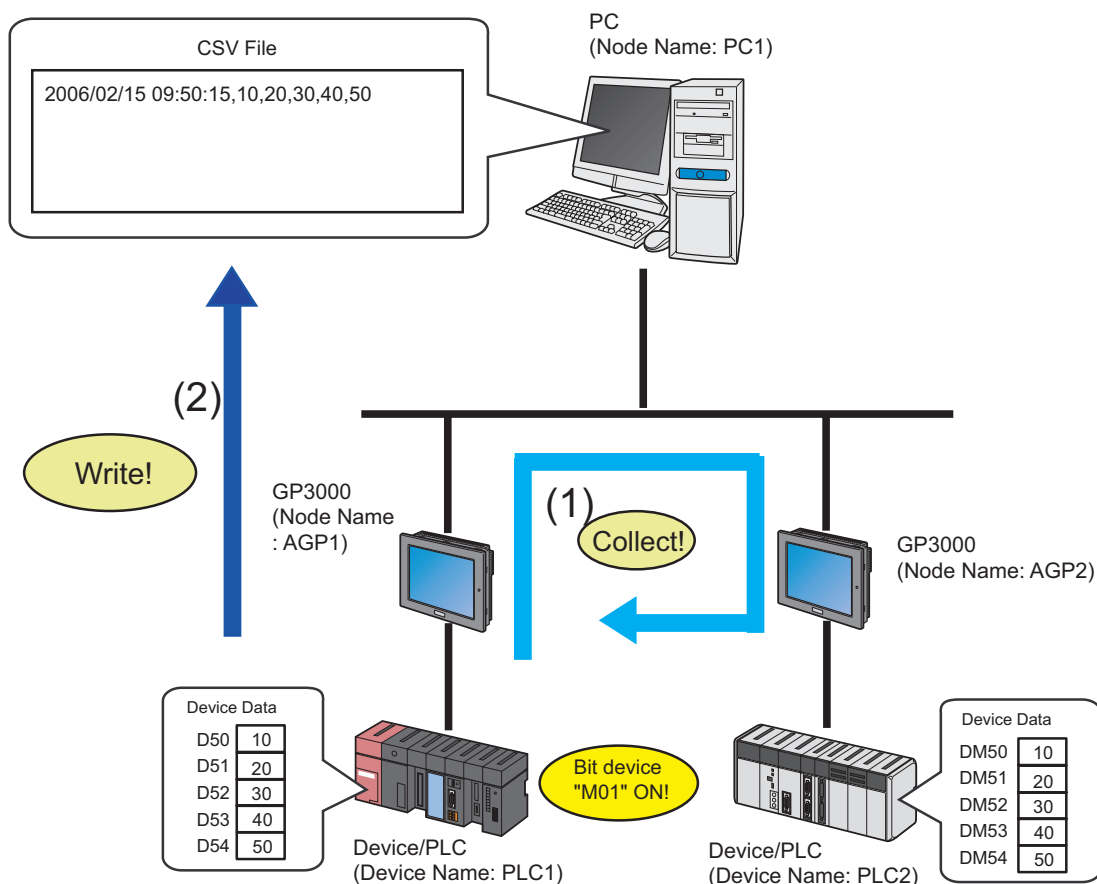 PC
(Node Name: PC1)
CSV File
2006/02/15 09:50:15,10,20,30,40,50
(2)
Write!
GP3000
(Node Name
: AGP1)
(1)
Collect!
GP3000
(Node Name: AGP2)
Device Data
D50 10
D51 20
D52 30
D53 40
D54 50
Bit device
"M01" ON!
Device Data
DM50 10
DM51 20
DM52 30
DM53 40
DM54 50
Device/PLC
(Device Name: PLC1)
Device/PLC
(Device Name: PLC2)